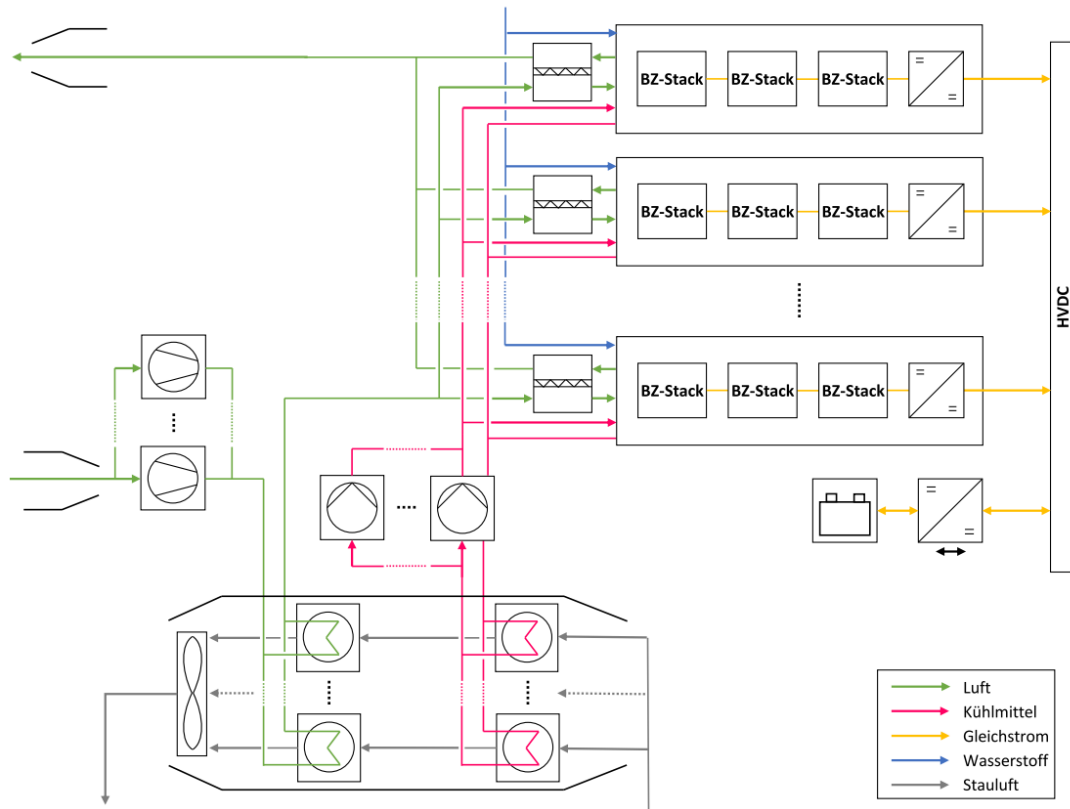 BZ-Stack BZ-Stack BZ-Stack = =
BZ-Stack BZ-Stack BZ-Stack = =
HVDC
BZ-Stack BZ-Stack BZ-Stack = =
= =
Luft
Kühlmittel
Gleichstrom
Wasserstoff
Stauluft